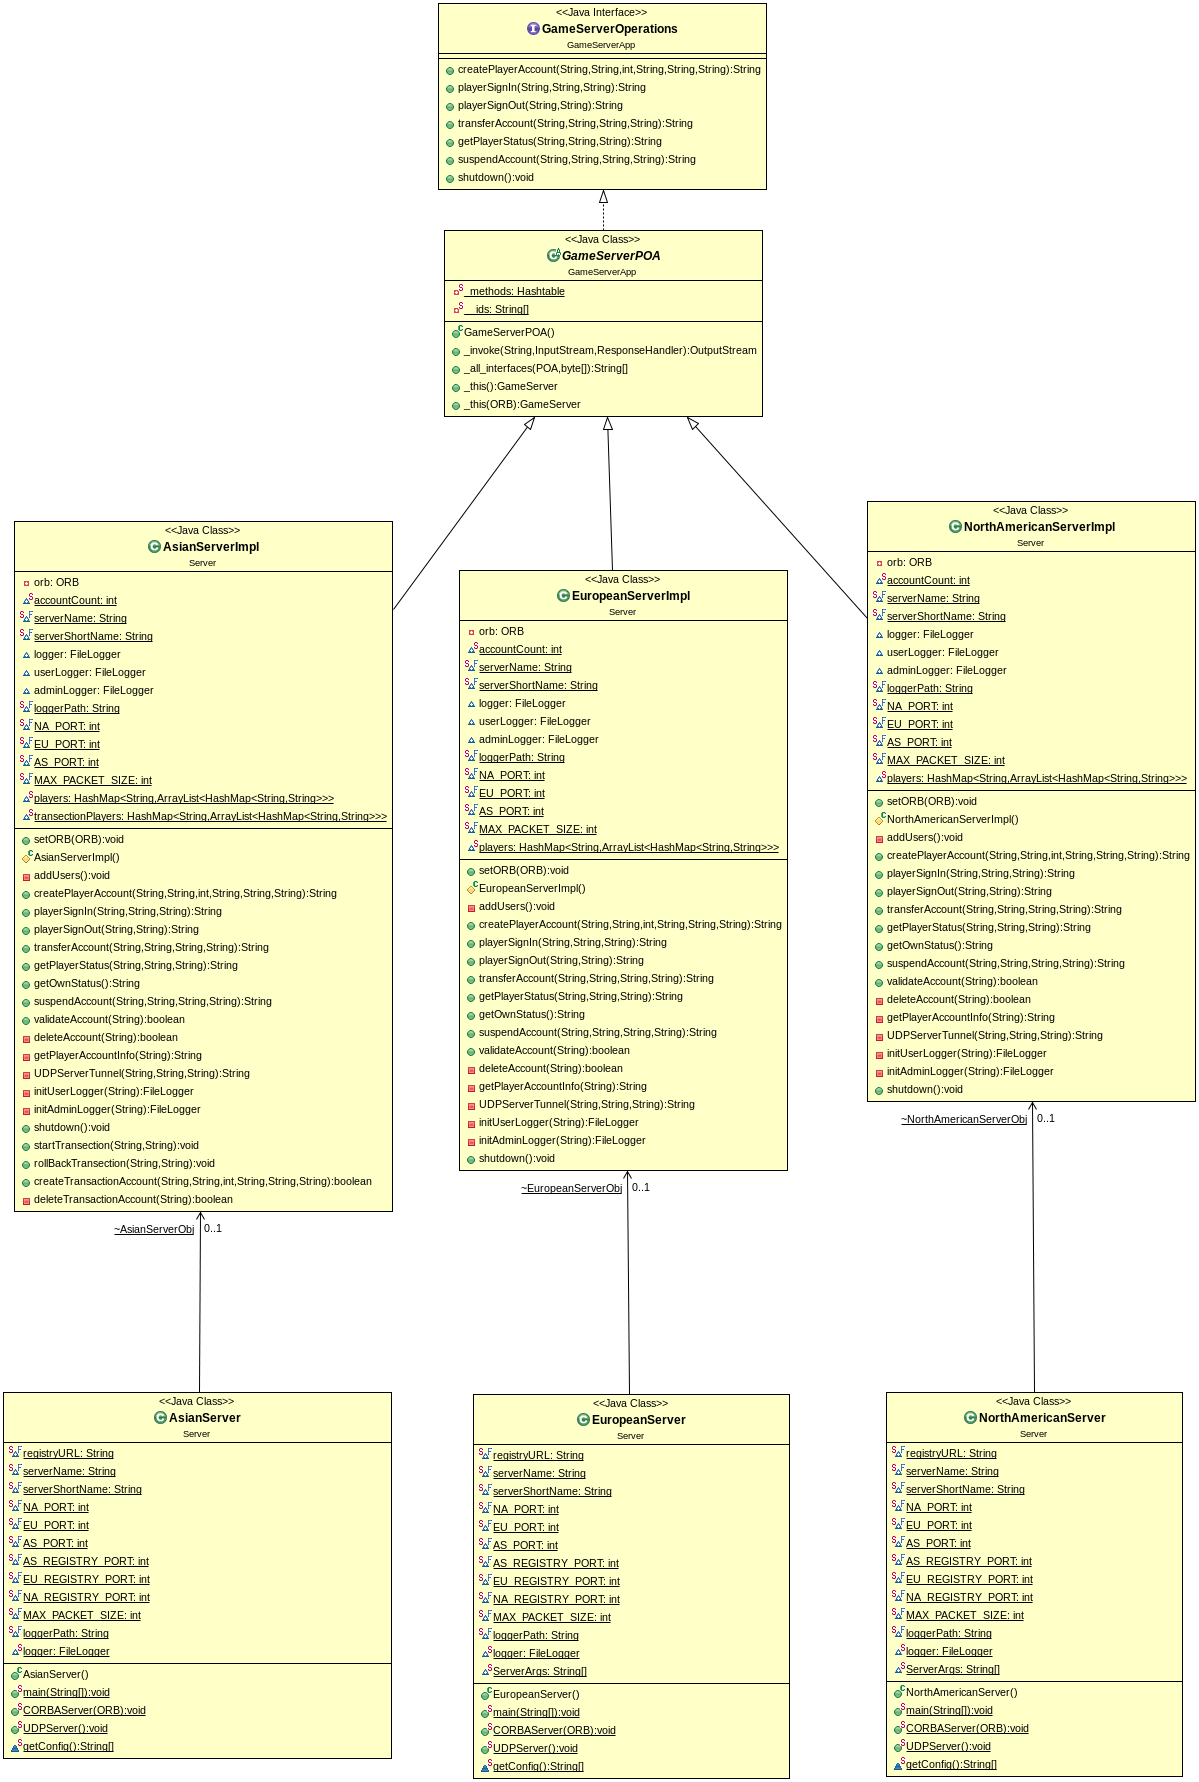 <<Java Interface>>
GameServerOperations
GameServerApp
createPlayerAccount(String,String,int,String,String,String):String
playerSignIn(String,String,String):String
playerSignOut(String,String):String
transferAccount(String,String,String,String):String
getPlayerStatus(String,String,String):String
suspendAccount(String,String,String,String):String
shutdown():void
<<Java Class>>
GameServerPOA
GameServerApp
_methods: Hashtable
__ids: String[]
GameServerPOA()
_invoke(String,InputStream,ResponseHandler):OutputStream
_all_interfaces(POA,byte[]):String[]
_this():GameServer
_this(ORB):GameServer
<<Java Class>>
AsianServerImpl
Server
orb: ORB
accountCount: int
serverName: String
serverShortName: String
logger: FileLogger
userLogger: FileLogger
adminLogger: FileLogger
loggerPath: String
NA_PORT: int
EU_PORT: int
AS_PORT: int
MAX_PACKET_SIZE: int
players: HashMap<String,ArrayList<HashMap<String,String>>>
transectionPlayers: HashMap<String,ArrayList<HashMap<String,String>>>
setORB(ORB):void
AsianServerImpl()
addUsers():void
createPlayerAccount(String,String,int,String,String,String):String
playerSignIn(String,String,String):String
playerSignOut(String,String):String
transferAccount(String,String,String,String):String
getPlayerStatus(String,String,String):String
getOwnStatus():String
suspendAccount(String,String,String,String):String
validateAccount(String):boolean
deleteAccount(String):boolean
getPlayerAccountInfo(String):String
UDPServerTunnel(String,String,String):String
initUserLogger(String):FileLogger
initAdminLogger(String):FileLogger
shutdown():void
startTransection(String,String):void
rollBackTransection(String,String):void
createTransactionAccount(String,String,int,String,String,String):boolean
deleteTransactionAccount(String):boolean
<<Java Class>>
EuropeanServerImpl
Server
orb: ORB
accountCount: int
serverName: String
serverShortName: String
logger: FileLogger
userLogger: FileLogger
adminLogger: FileLogger
loggerPath: String
NA_PORT: int
EU_PORT: int
AS_PORT: int
MAX_PACKET_SIZE: int
players: HashMap<String,ArrayList<HashMap<String,String>>>
setORB(ORB):void
EuropeanServerImpl()
addUsers():void
createPlayerAccount(String,String,int,String,String,String):String
playerSignIn(String,String,String):String
playerSignOut(String,String):String
transferAccount(String,String,String,String):String
getPlayerStatus(String,String,String):String
getOwnStatus():String
suspendAccount(String,String,String,String):String
validateAccount(String):boolean
deleteAccount(String):boolean
getPlayerAccountInfo(String):String
UDPServerTunnel(String,String,String):String
initUserLogger(String):FileLogger
initAdminLogger(String):FileLogger
shutdown():void
<<Java Class>>
NorthAmericanServerImpl
Server
orb: ORB
accountCount: int
serverName: String
serverShortName: String
logger: FileLogger
userLogger: FileLogger
adminLogger: FileLogger
loggerPath: String
NA_PORT: int
EU_PORT: int
AS_PORT: int
MAX_PACKET_SIZE: int
players: HashMap<String,ArrayList<HashMap<String,String>>>
setORB(ORB):void
NorthAmericanServerImpl()
addUsers():void
createPlayerAccount(String,String,int,String,String,String):String
playerSignIn(String,String,String):String
playerSignOut(String,String):String
transferAccount(String,String,String,String):String
getPlayerStatus(String,String,String):String
getOwnStatus():String
suspendAccount(String,String,String,String):String
validateAccount(String):boolean
deleteAccount(String):boolean
getPlayerAccountInfo(String):String
UDPServerTunnel(String,String,String):String
initUserLogger(String):FileLogger
initAdminLogger(String):FileLogger
shutdown():void
~AsianServerObj 0..1
~EuropeanServerObj 0..1
~NorthAmericanServerObj 0..1
<<Java Class>>
AsianServer
Server
registryURL: String
serverName: String
serverShortName: String
NA_PORT: int
EU_PORT: int
AS_PORT: int
AS_REGISTRY_PORT: int
EU_REGISTRY_PORT: int
NA_REGISTRY_PORT: int
MAX_PACKET_SIZE: int
loggerPath: String
logger: FileLogger
AsianServer()
main(String[]):void
CORBAServer(ORB):void
UDPServer():void
getConfig():String[]
<<Java Class>>
EuropeanServer
Server
registryURL: String
serverName: String
serverShortName: String
NA_PORT: int
EU_PORT: int
AS_PORT: int
AS_REGISTRY_PORT: int
EU_REGISTRY_PORT: int
NA_REGISTRY_PORT: int
MAX_PACKET_SIZE: int
loggerPath: String
logger: FileLogger
ServerArgs: String[]
EuropeanServer()
main(String[]):void
CORBAServer(ORB):void
UDPServer():void
getConfig():String[]
<<Java Class>>
NorthAmericanServer
Server
registryURL: String
serverName: String
serverShortName: String
NA_PORT: int
EU_PORT: int
AS_PORT: int
AS_REGISTRY_PORT: int
EU_REGISTRY_PORT: int
NA_REGISTRY_PORT: int
MAX_PACKET_SIZE: int
loggerPath: String
logger: FileLogger
ServerArgs: String[]
NorthAmericanServer()
main(String[]):void
CORBAServer(ORB):void
UDPServer():void
getConfig():String[]